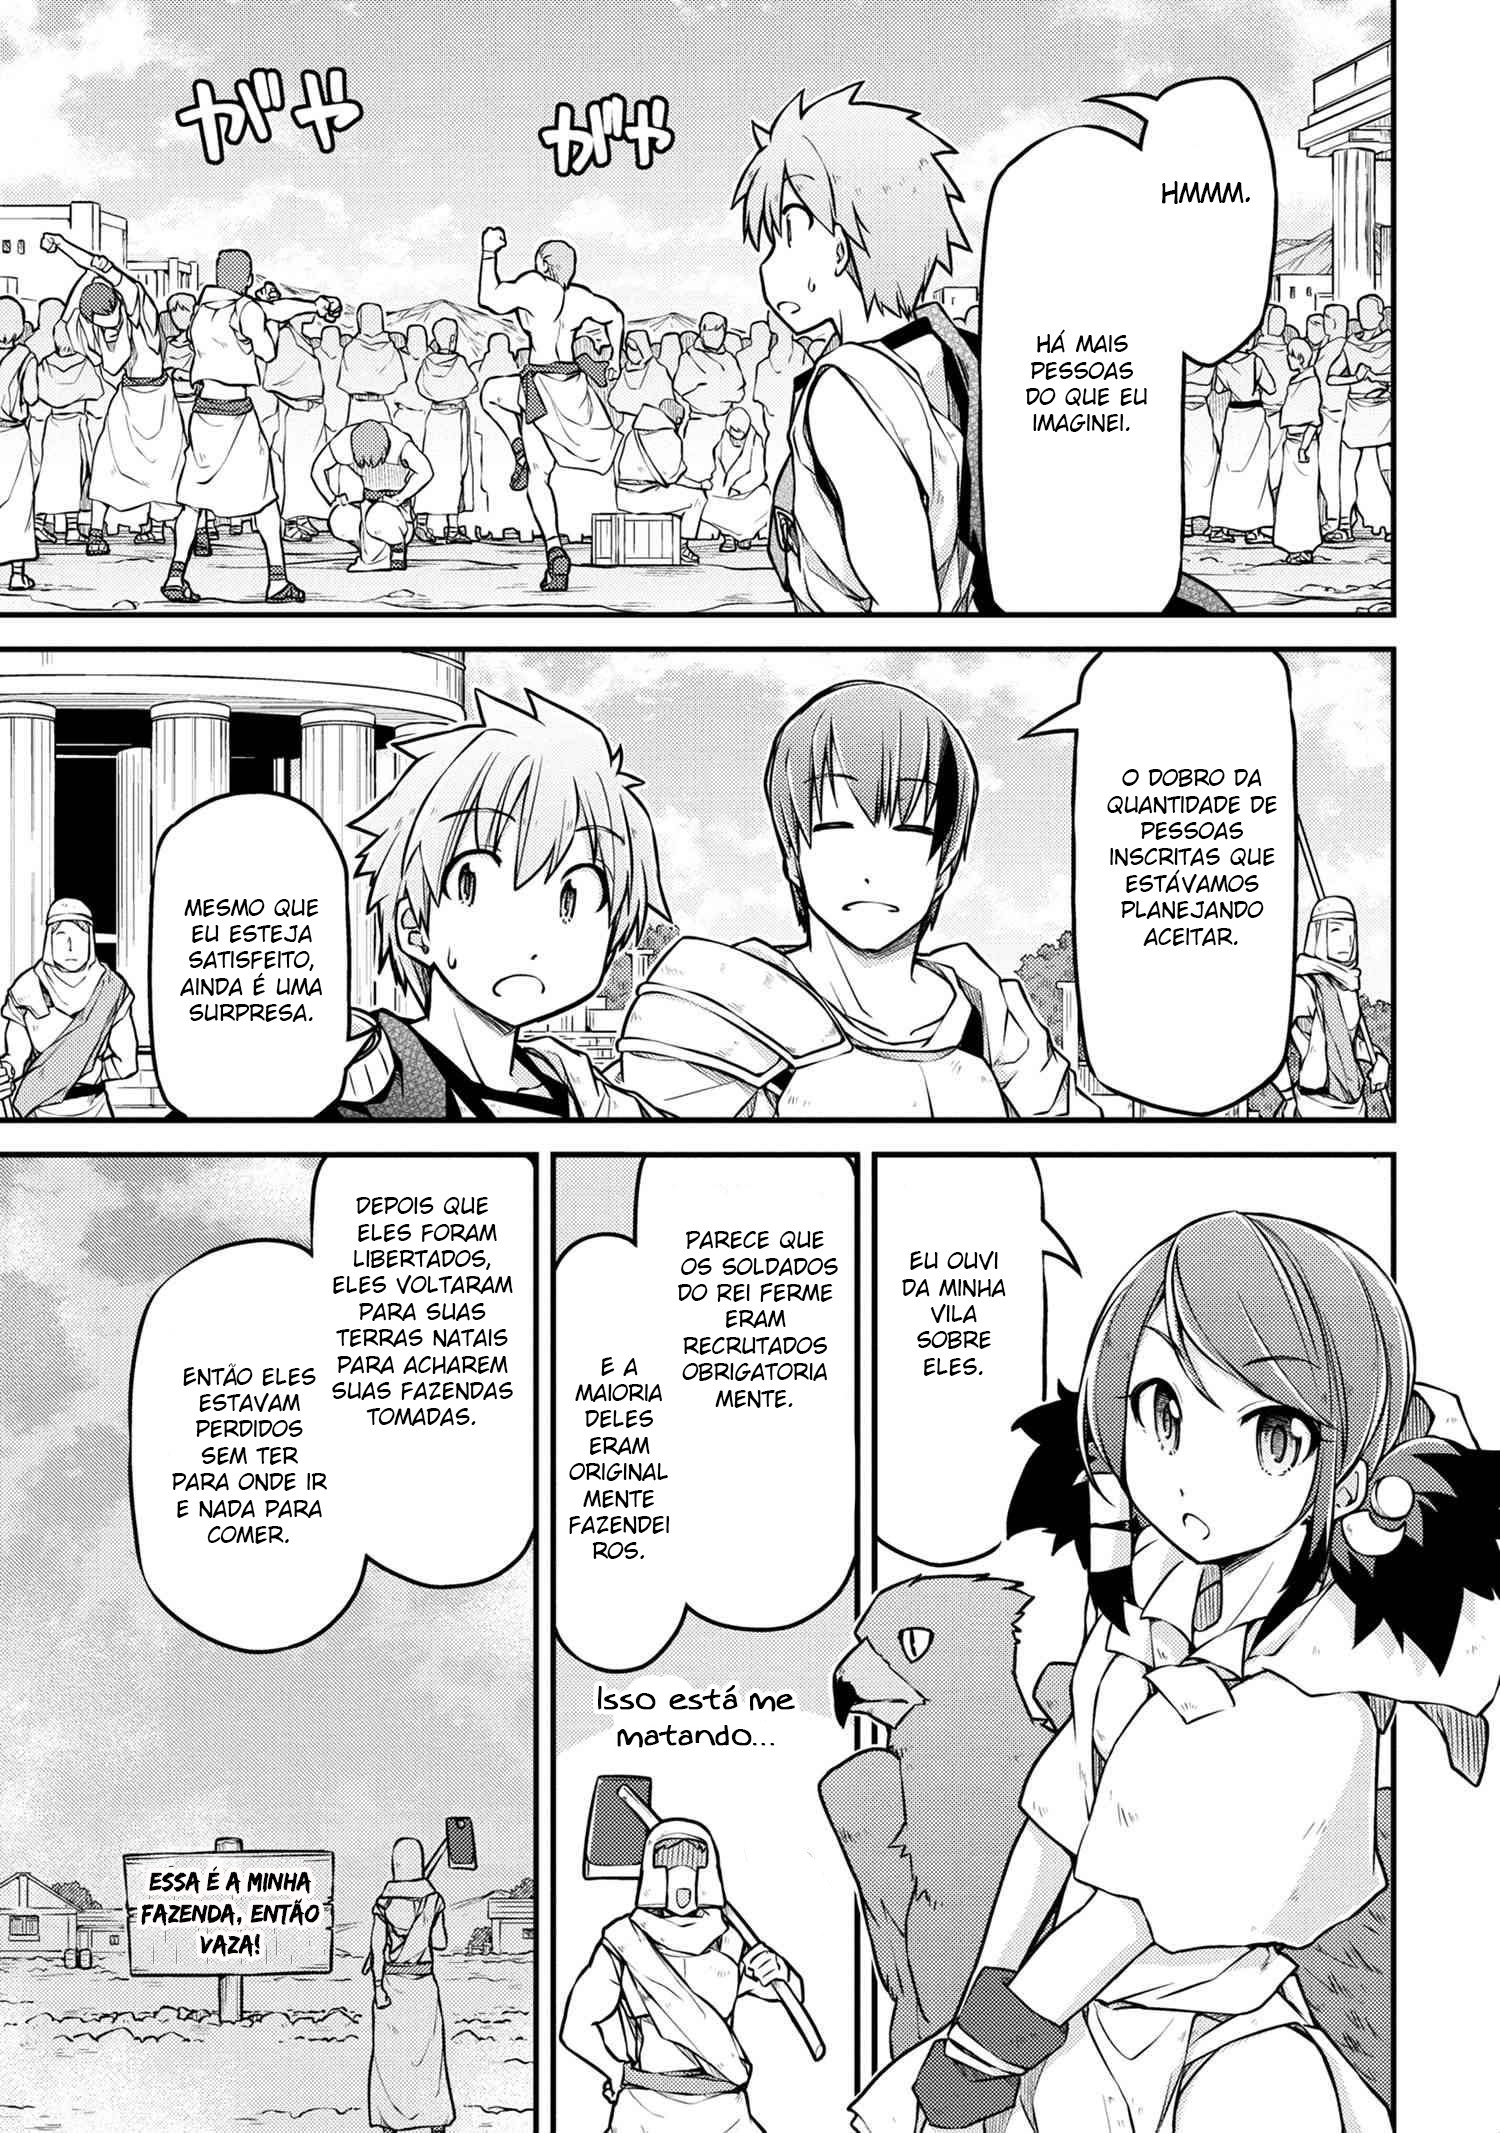 ガヤ
ガヤ
HMMM.
HÁ MAIS
PESSOAS
DO QUE EU
IMAGINEI.
O DOBRO DA
QUANTIDADE DE
PESSOAS
INSCRITAS QUE
ESTÁVAMOS
PLANEJANDO
ACEITAR.
MESMO QUE
EU ESTEJA
SATISFEITO,
AINDA É UMA
SURPRESA.
EU OUVI
DA MINHA
VILA
SOBRE
ELES.
PARECE QUE
OS SOLDADOS
DO REI FERME
ERAM
RECRUTADOS
OBRIGATORIA
MENTE.
E A
MAIORIA
DELES
ERAM
ORIGINAL
MENTE
FAZENDEI
ROS.
Isso está me
matando...
DEPOIS QUE
ELES FORAM
LIBERTADOS,
ELES VOLTARAM
PARA SUAS
TERRAS NATAIS
PARA ACHAREM
SUAS FAZENDAS
TOMADAS.
ENTÃO ELES
ESTAVAM
PERDIDOS
SEM TER
PARA ONDE IR
E NADA PARA
COMER.
ESSA É A MINHA
FAZENDA, ENTÃO
VAZA!